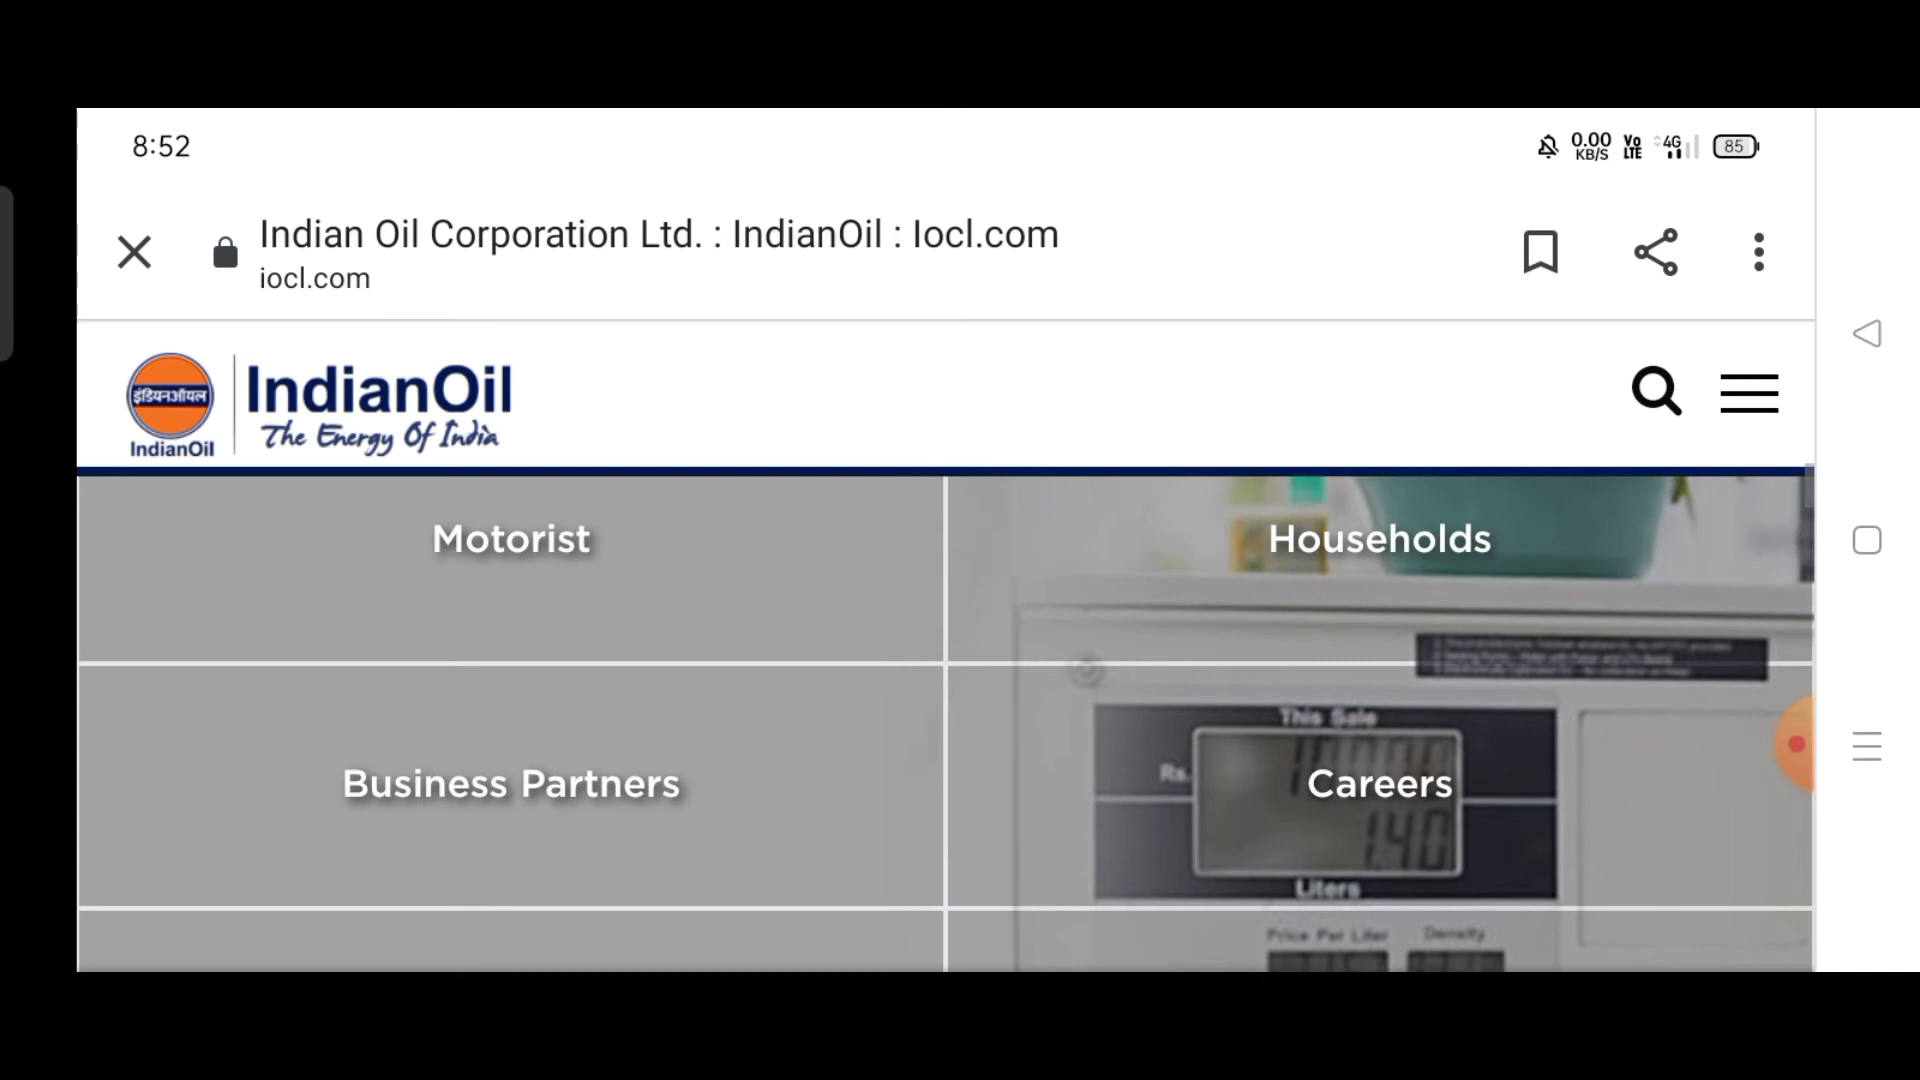 8:52
0.00
KB/S
Vo
LTE
4G
85
Indian Oil Corporation Ltd. : IndianOil : Iocl.com
iocl.com
इंडियनऑयल
IndianOil
IndianOil
The Energy Of India
Motorist
Households
This Sale
Business Partners
Rs.
Careers
1.40
Liters
Price Per Liter
Density